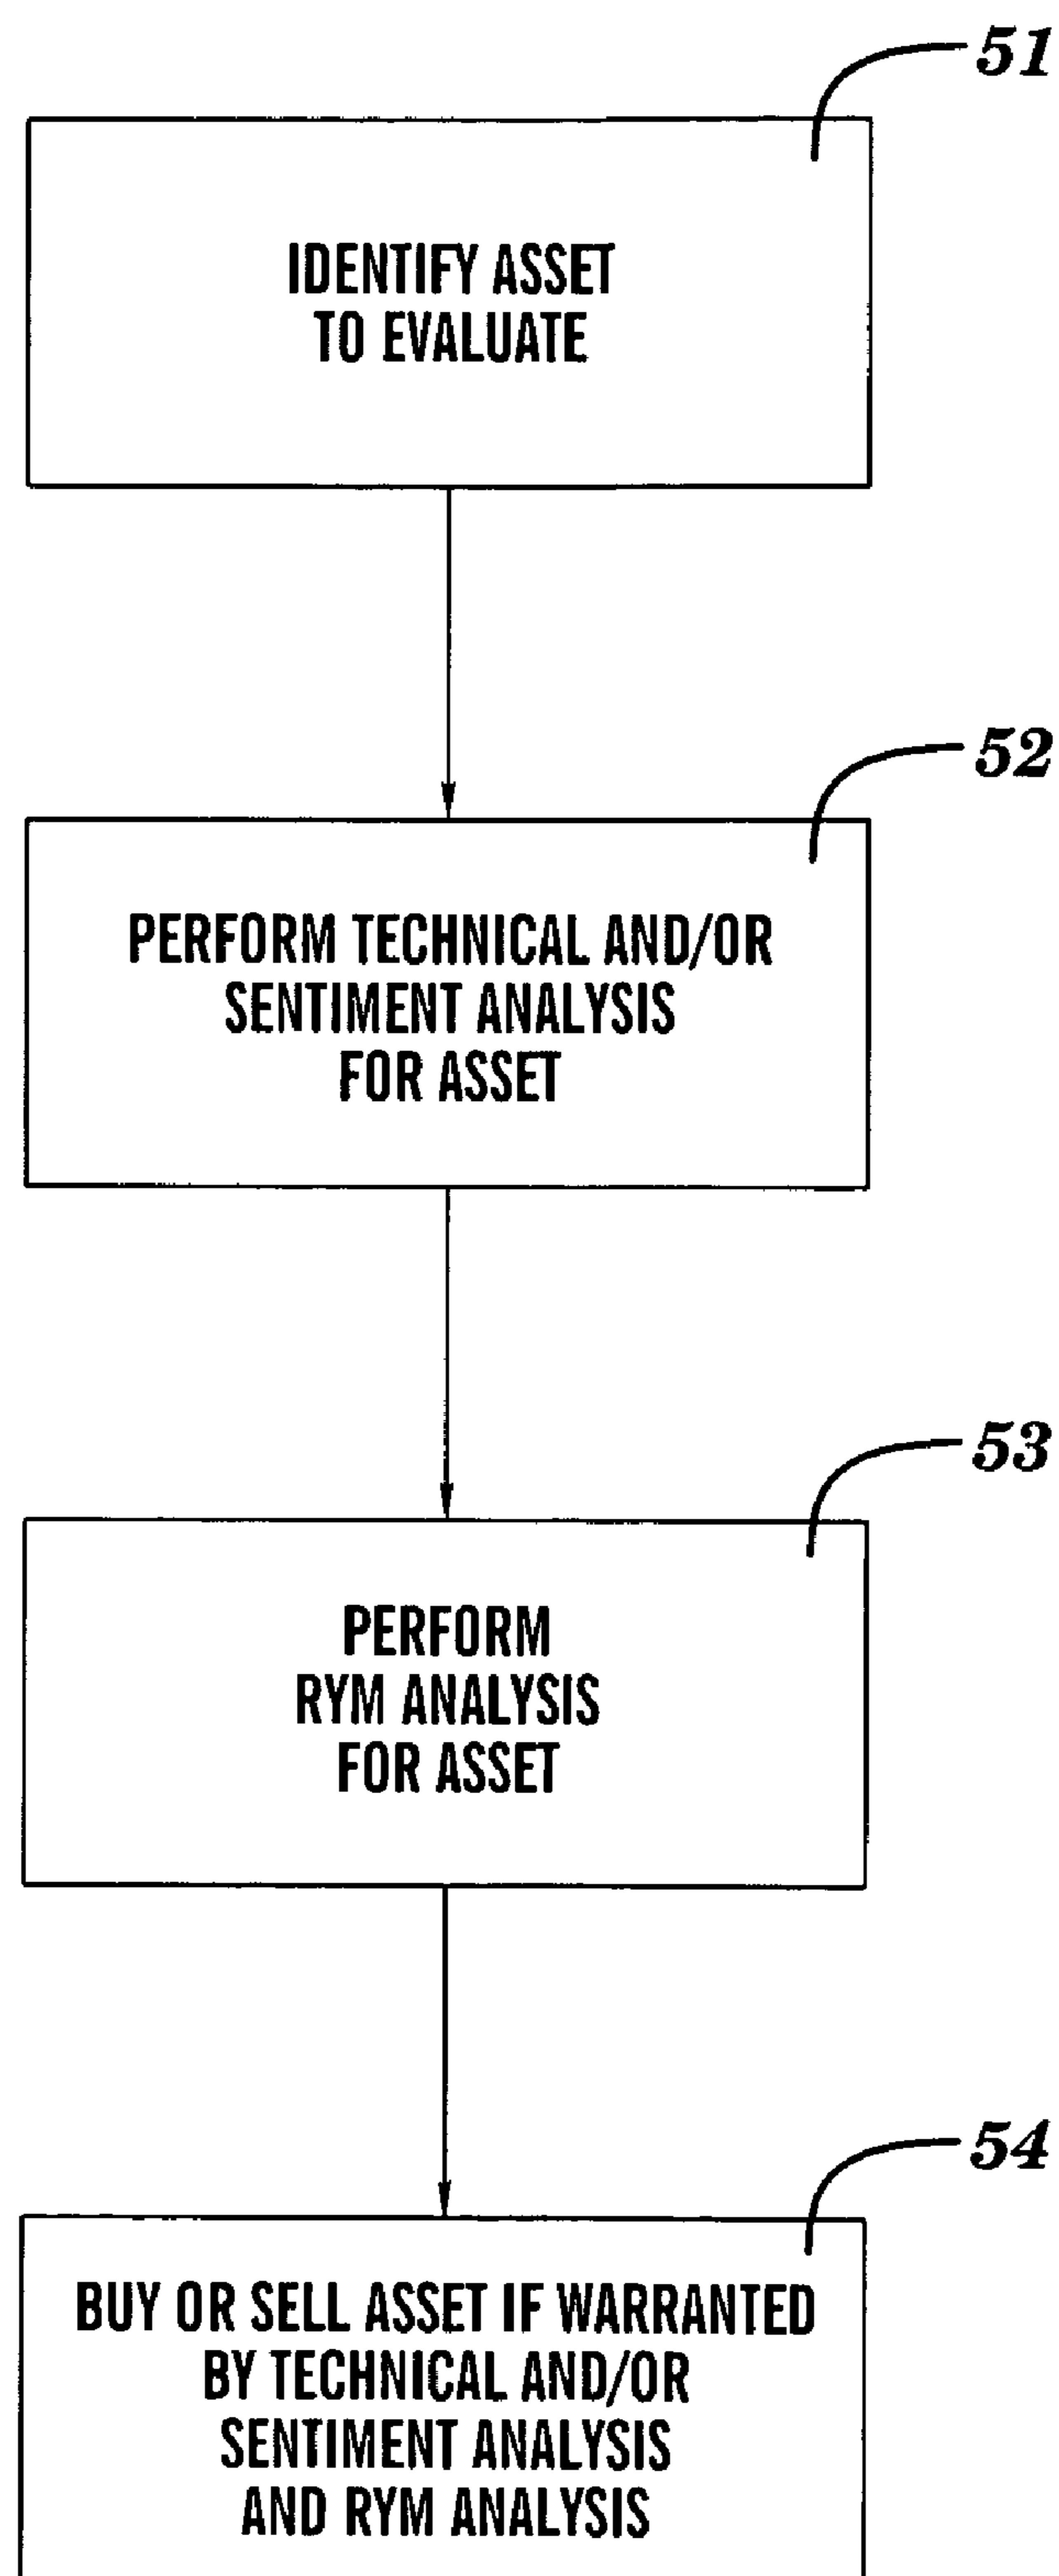 51
IDENTIFY ASSET
TO EVALUATE
52
PERFORM TECHNICAL AND/OR
SENTIMENT ANALYSIS
FOR ASSET
53
PERFORM
RYM ANALYSIS
FOR ASSET
54
BUY OR SELL ASSET IF WARRANTED
BY TECHNICAL AND/OR
SENTIMENT ANALYSIS
AND RYM ANALYSIS